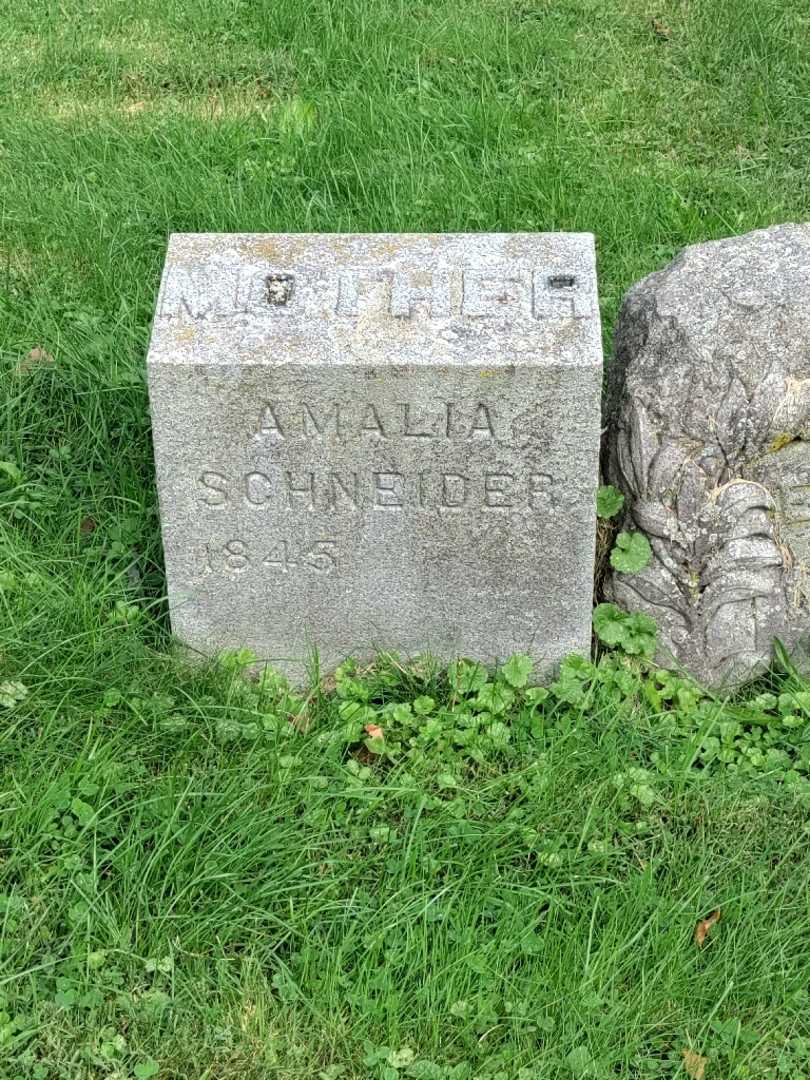 MOTHER
AMALIA
SCHNEIDER
1845